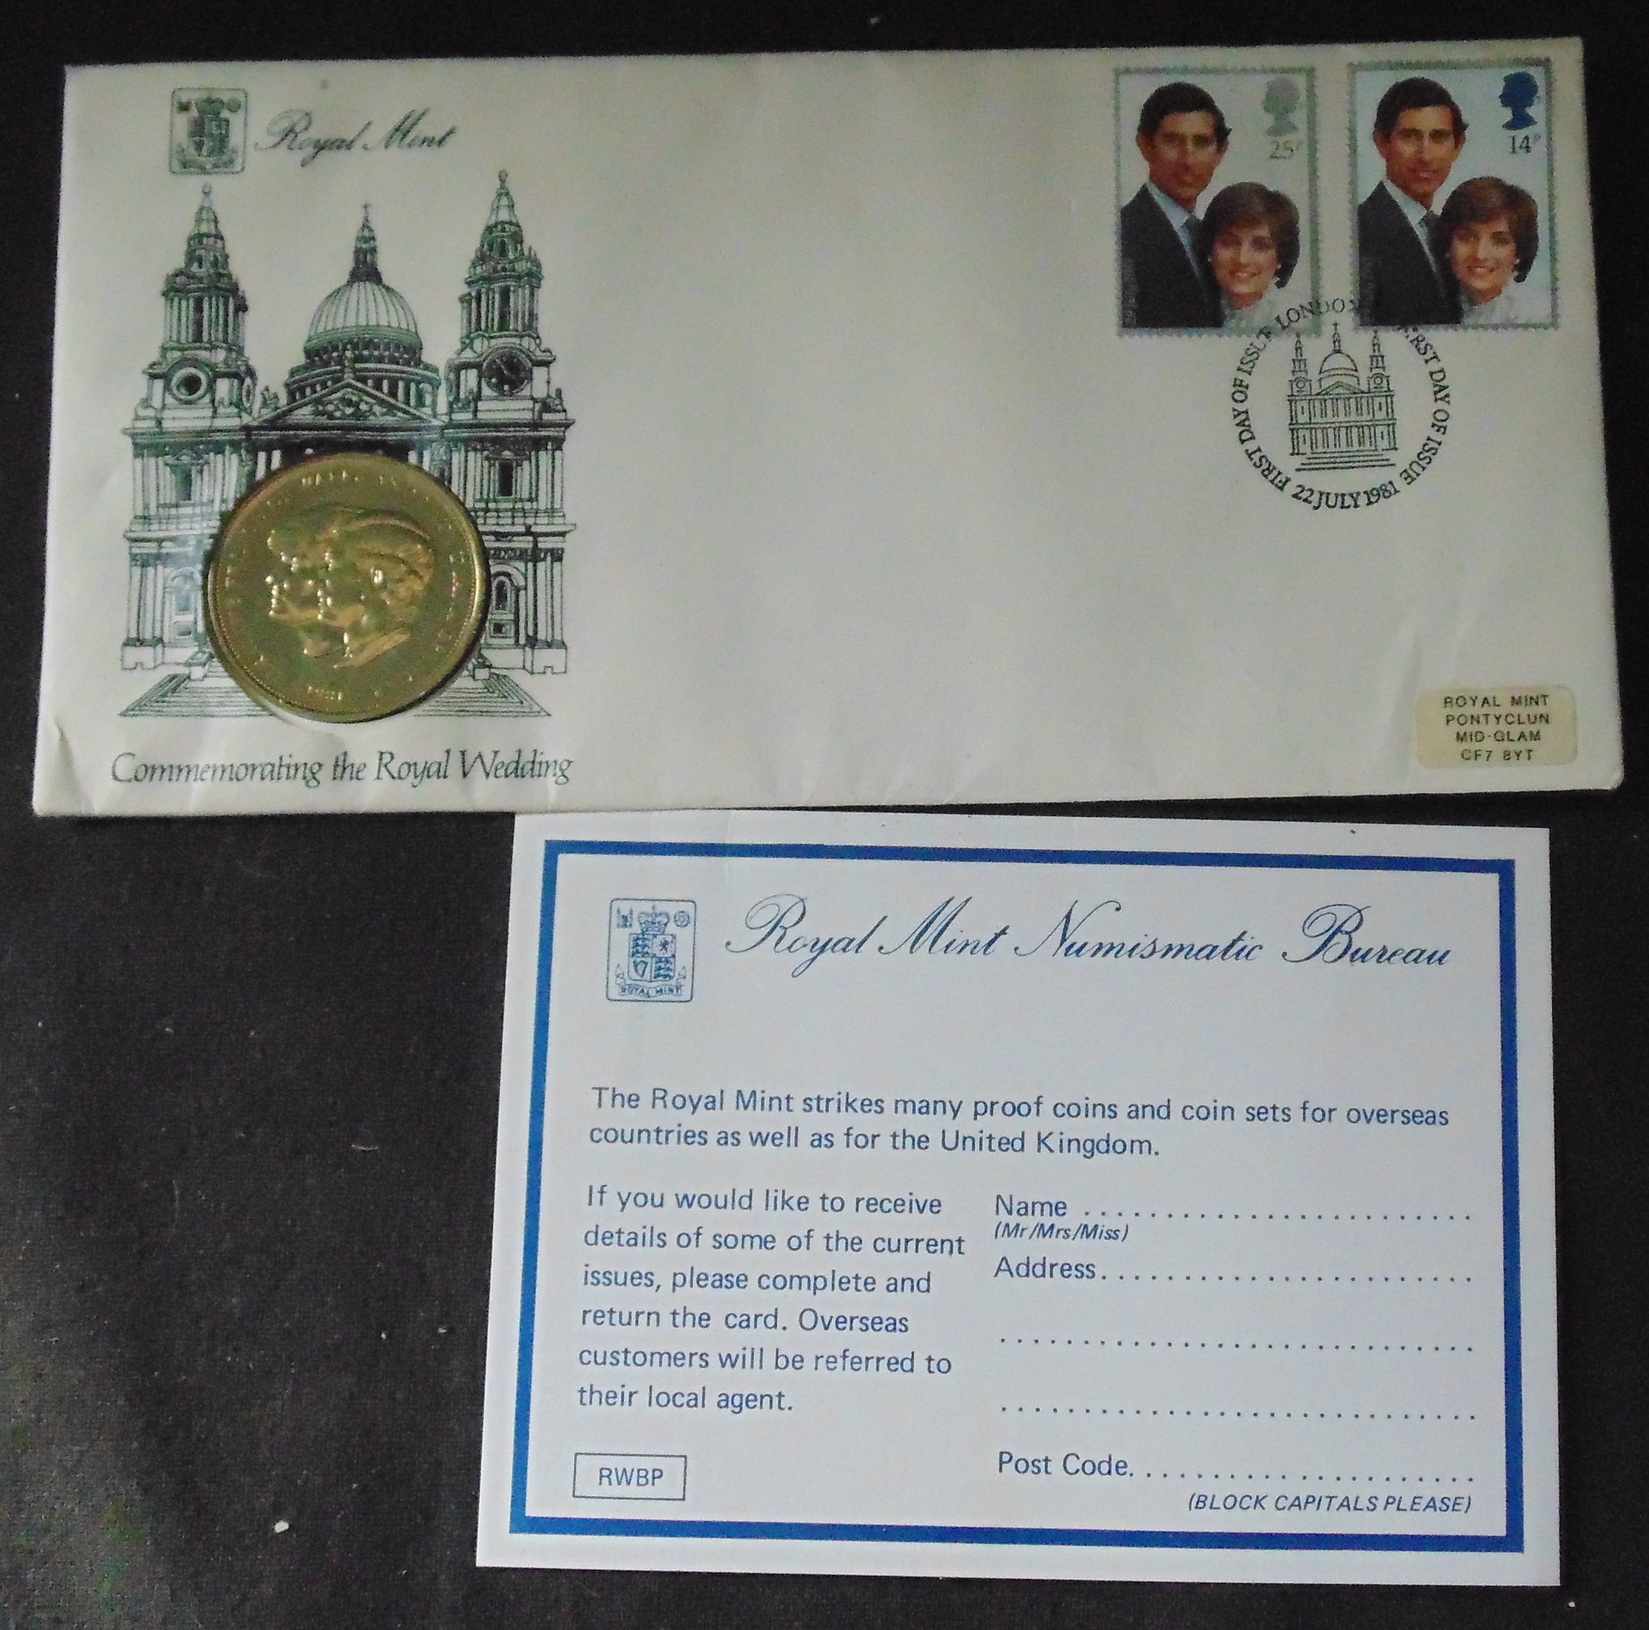 Royal Mint
25P
14P
FIRST DAY OF ISSUE LONDON FIRST DAY OF ISSUE
22 JULY 1981
ROYAL MINT
PONTYCLUN
MID-GLAM
CF7 8YT
Commemorating the Royal Wedding
ROYAL MINT
Royal Mint Numismatic Bureau
The Royal Mint strikes many proof coins and coin sets for overseas
countries as well as for the United Kingdom.
If you would like to receive
details of some of the current
issues, please complete and
return the card. Overseas
customers will be referred to
their local agent.
Name
(Mr/Mrs/Miss)
Address
Post Code
(BLOCK CAPITALS PLEASE)
RWBP